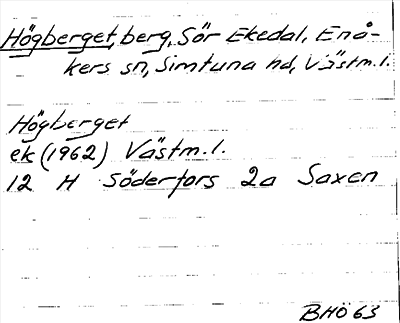 Högberget, berg, Sör Ekedal, Enå-
kers sn, Simtuna hd, Västm.l.
Högberget
ek (1962) Västm.l.
12 H Söderfors 2a Saxen
BHÖ 63